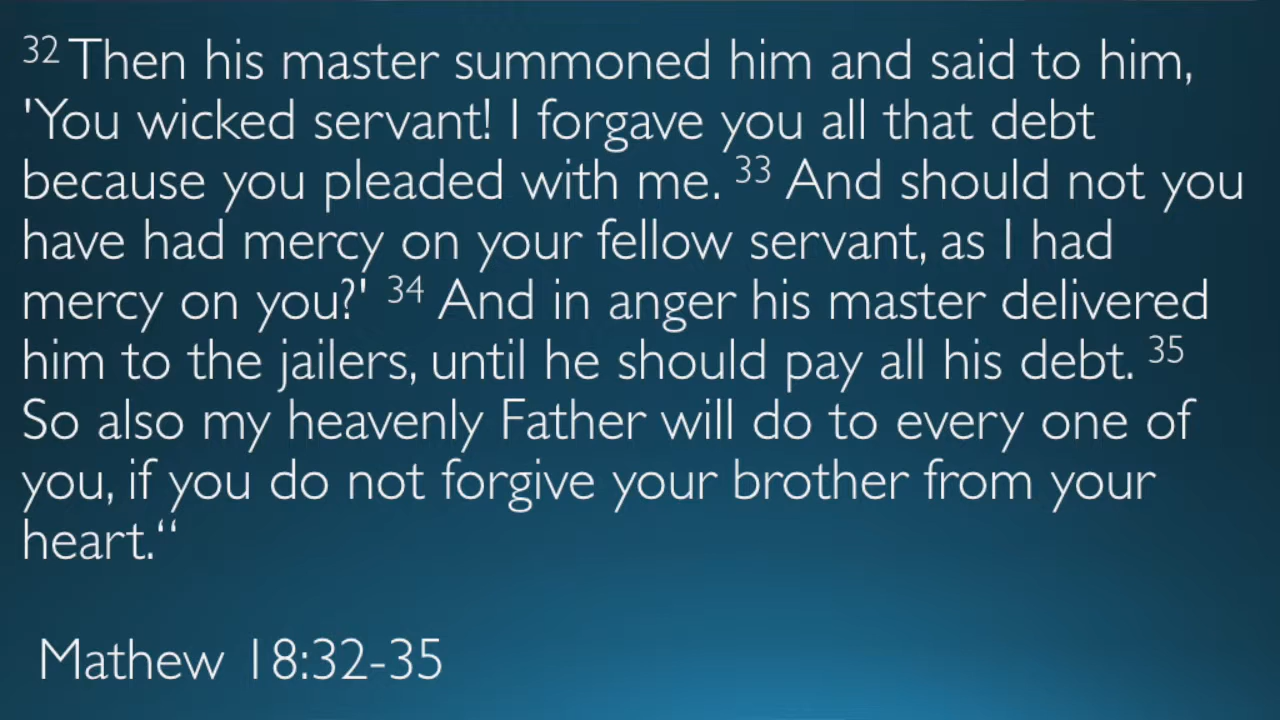 32 Then his master summoned him and said to him,
'You wicked servant! I forgave you all that debt
because you pleaded with me. 33 And should not you
have had mercy on your fellow servant, as I had
mercy on you?' 34 And in anger his master delivered
him to the jailers, until he should pay all his debt. 35
So also my heavenly Father will do to every one of
you, if you do not forgive your brother from your
heart.“
Mathew 18:32-35